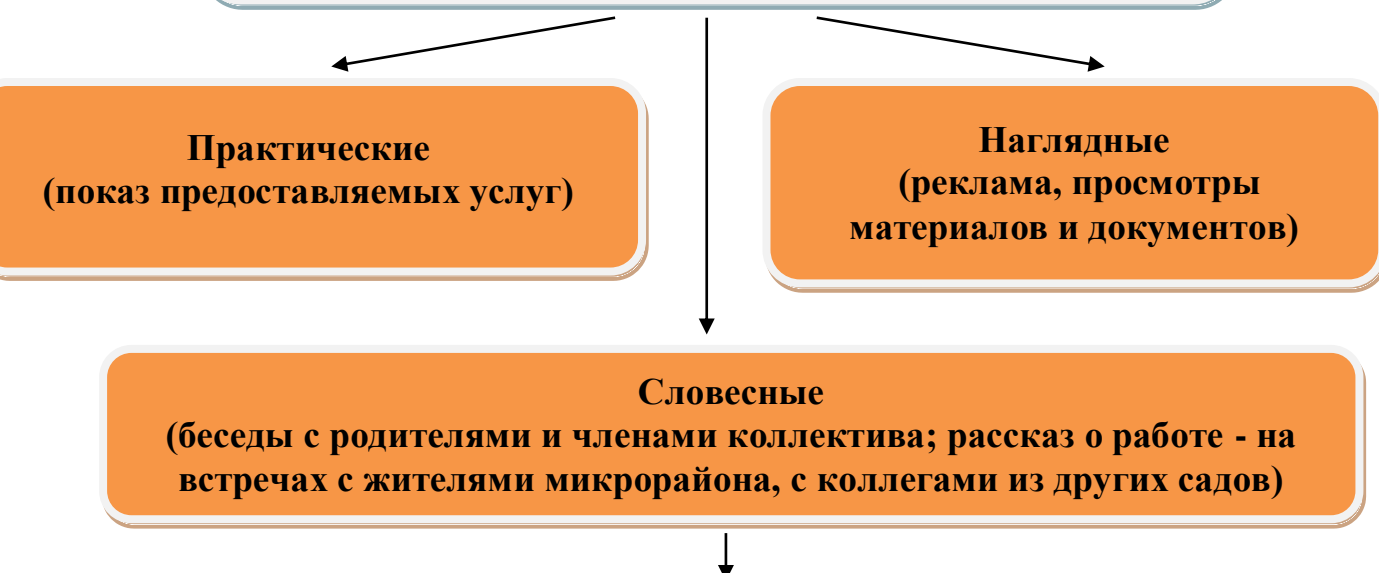 Практические
(показ предоставляемых услуг)
Наглядные
(реклама, просмотры
материалов и документов)
Словесные
(беседы с родителями и членами коллектива; рассказ о работе - на
встречах с жителями микрорайона, с коллегами из других садов)